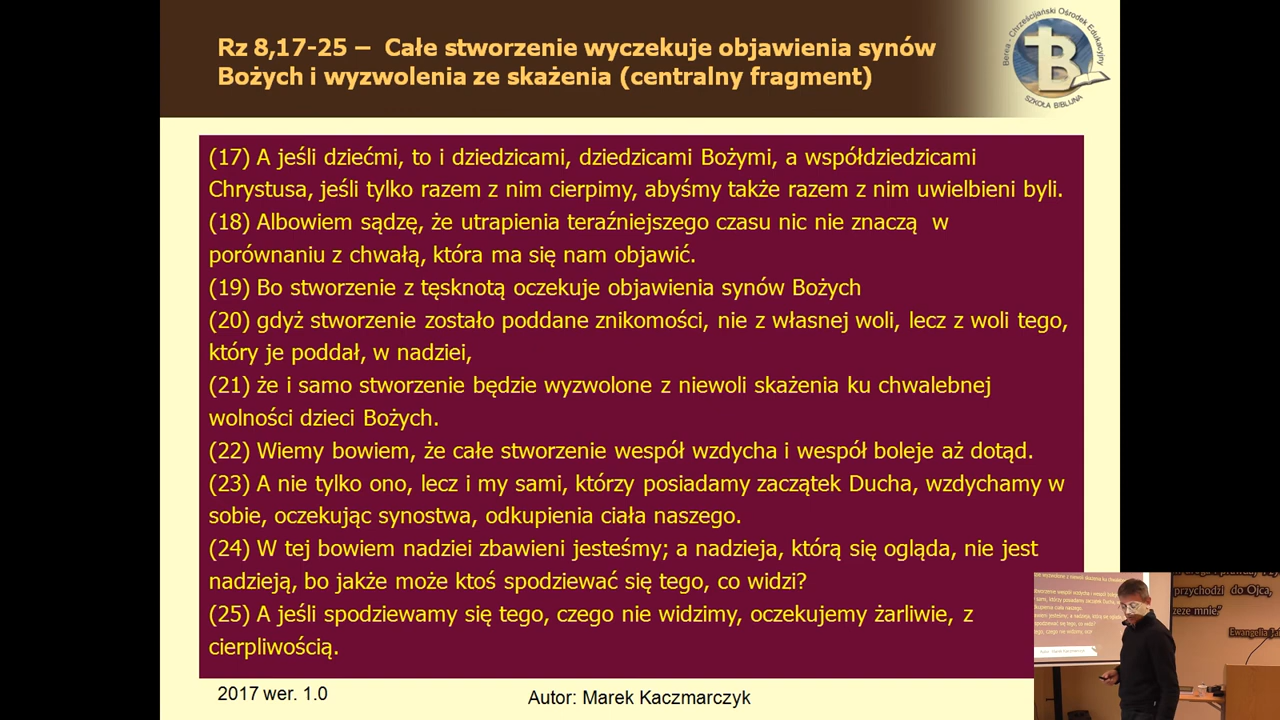 Rz 8,17-25 – Całe stworzenie wyczekuje objawienia synów
Bożych i wyzwolenia ze skażenia (centralny fragment)
Berea - Chrześcijański Ośrodek Edukacyjny
SZKOŁA BIBLIJNA
(17) A jeśli dziećmi, to i dziedzicami, dziedzicami Bożymi, a współdziedzicami
Chrystusa, jeśli tylko razem z nim cierpimy, abyśmy także razem z nim uwielbieni byli.
(18) Albowiem sądzę, że utrapienia teraźniejszego czasu nic nie znaczą w
porównaniu z chwałą, która ma się nam objawić.
(19) Bo stworzenie z tęsknotą oczekuje objawienia synów Bożych
(20) gdyż stworzenie zostało poddane znikomości, nie z własnej woli, lecz z woli tego,
który je poddał, w nadziei,
(21) że i samo stworzenie będzie wyzwolone z niewoli skażenia ku chwalebnej
wolności dzieci Bożych.
(22) Wiemy bowiem, że całe stworzenie wespół wzdycha i wespół boleje aż dotąd.
(23) A nie tylko ono, lecz i my sami, którzy posiadamy zaczątek Ducha, wzdychamy w
sobie, oczekując synostwa, odkupienia ciała naszego.
(24) W tej bowiem nadziei zbawieni jesteśmy; a nadzieja, którą się ogląda, nie jest
nadzieją, bo jakże może ktoś spodziewać się tego, co widzi?
(25) A jeśli spodziewamy się tego, czego nie widzimy, oczekujemy żarliwie, z
cierpliwością.
2017 wer. 1.0
Autor: Marek Kaczmarczyk
przychodzi do Ojca,
zeze mnie"
Ewangelia